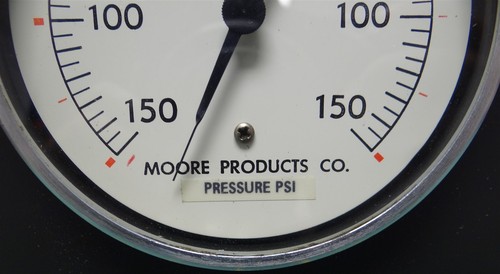 100 100
150 150
MOORE PRODUCTS CO.
PRESSURE PSI